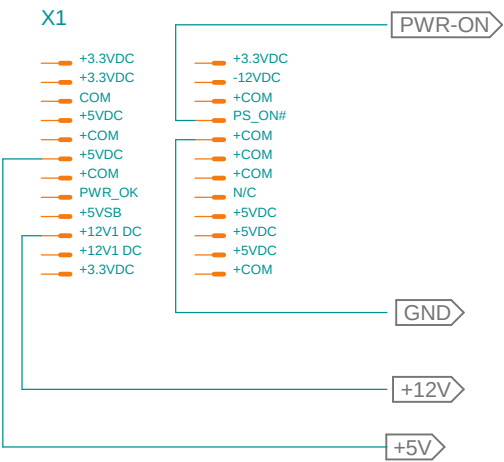 X1
PWR-ON
+3.3VDC
+3.3VDC
COM
+5VDC
+COM
+5VDC
+COM
PWR_OK
+5VSB
+12V1 DC
+12V1 DC
+3.3VDC
+3.3VDC
-12VDC
+COM
PS_ON#
+COM
+COM
+COM
N/C
+5VDC
+5VDC
+5VDC
+COM
GND
+12V
+5V